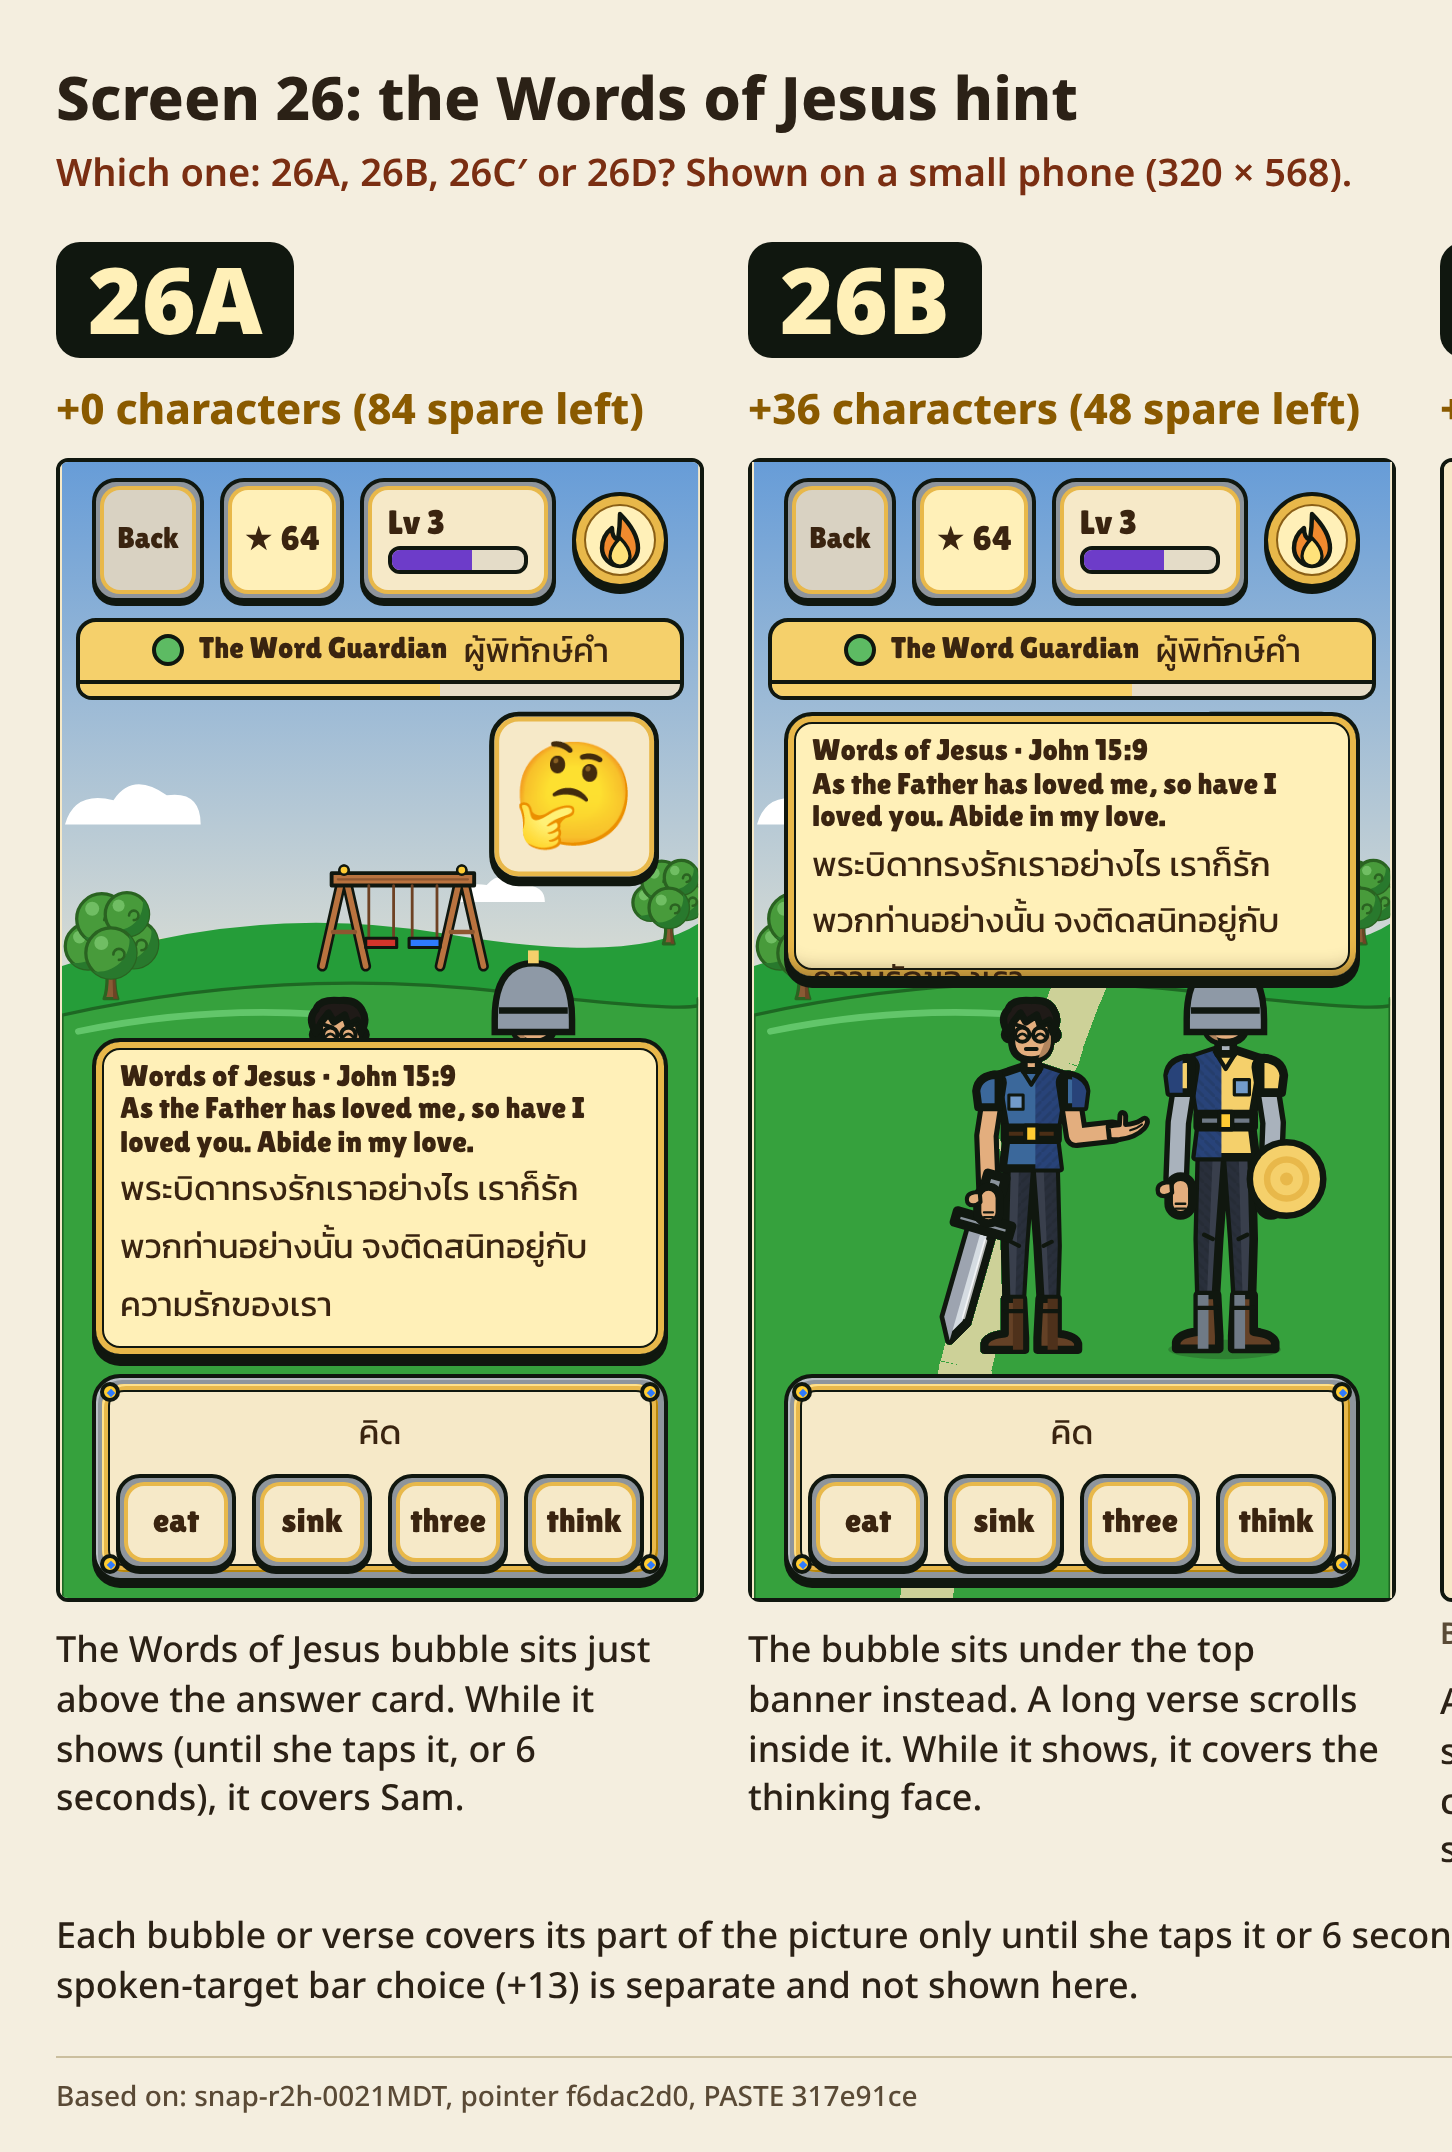 Screen 26: the Words of Jesus hint
Which one: 26A, 26B, 26C′ or 26D? Shown on a small phone (320 × 568).
26A
+0 characters (84 spare left)
Back
★ 64
Lv 3
The Word Guardian ผู้พิทักษ์คำ
Words of Jesus · John 15:9
As the Father has loved me, so have I
loved you. Abide in my love.
พระบิดาทรงรักเราอย่างไร เราก็รัก
พวกท่านอย่างนั้น จงติดสนิทอยู่กับ
ความรักของเรา
คิด
eat
sink
three
think
The Words of Jesus bubble sits just
above the answer card. While it
shows (until she taps it, or 6
seconds), it covers Sam.
26B
+36 characters (48 spare left)
Back
★ 64
Lv 3
The Word Guardian ผู้พิทักษ์คำ
Words of Jesus · John 15:9
As the Father has loved me, so have I
loved you. Abide in my love.
พระบิดาทรงรักเราอย่างไร เราก็รัก
พวกท่านอย่างนั้น จงติดสนิทอยู่กับ
คิด
eat
sink
three
think
The bubble sits under the top
banner instead. A long verse scrolls
inside it. While it shows, it covers the
thinking face.
Each bubble or verse covers its part of the picture only until she taps it or 6 secon
spoken-target bar choice (+13) is separate and not shown here.
Based on: snap-r2h-0021MDT, pointer f6dac2d0, PASTE 317e91ce